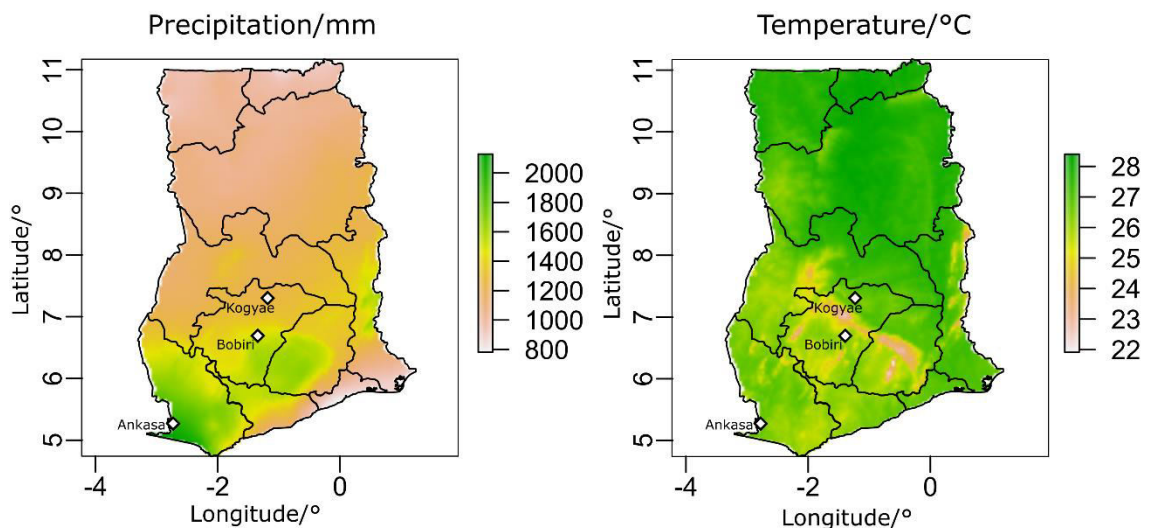 Precipitation/mm
11
10
9
8
7
6
5
Latitude/°
Kogyae
Bobiri
Ankasa
-4
-2
0
Longitude/°
2000
1800
1600
1400
1200
1000
800
Temperature/°C
11
10
9
8
7
6
5
Latitude/°
Kogyae
Bobiri
Ankasa
-4
-2
0
Longitude/°
28
27
26
25
24
23
22